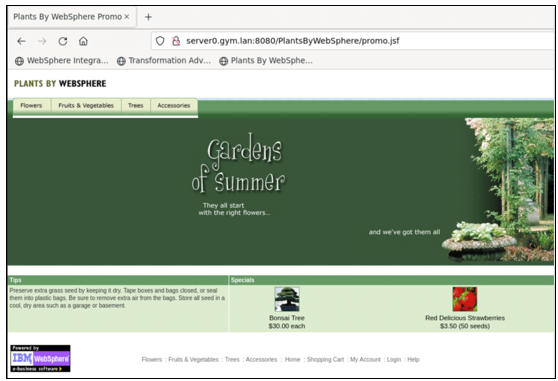 Plants By WebSphere Promo ×
+
server0.gym.lan:8080/PlantsByWebSphere/promo.jsf
WebSphere Integra... Transformation Adv... Plants By WebSphe...
PLANTS BY WEBSPHERE
Flowers Fruits & Vegetables Trees Accessories
Gardens
of Summer
They all start
with the right flowers...
and we've got them all
Tips
Preserve extra grass seed by keeping it dry. Tape boxes and bags closed, or seal
them into plastic bags. Be sure to remove extra air from the bags. Store all seed in a
cool, dry area such as a garage or basement.
Specials
Bonsai Tree
$30.00 each
Red Delicious Strawberries
$3.50 (50 seeds)
Powered by
IBM WebSphere
e-business software
Flowers : Fruits & Vegetables : Trees : Accessories : Home : Shopping Cart : My Account : Login : Help